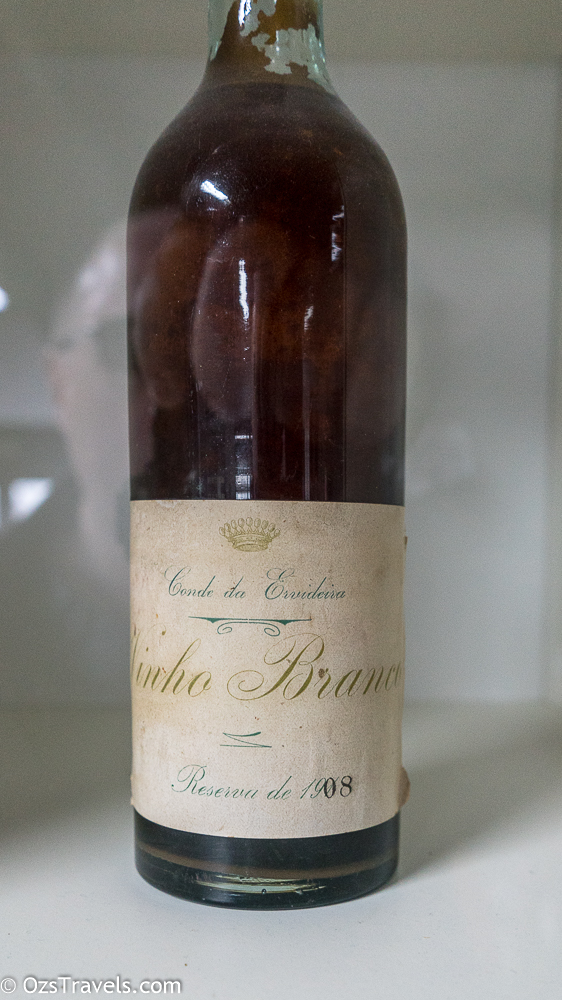 Conde da Ervideira
Vinho Branco
Reserva de 1908
© OzsTravels.com